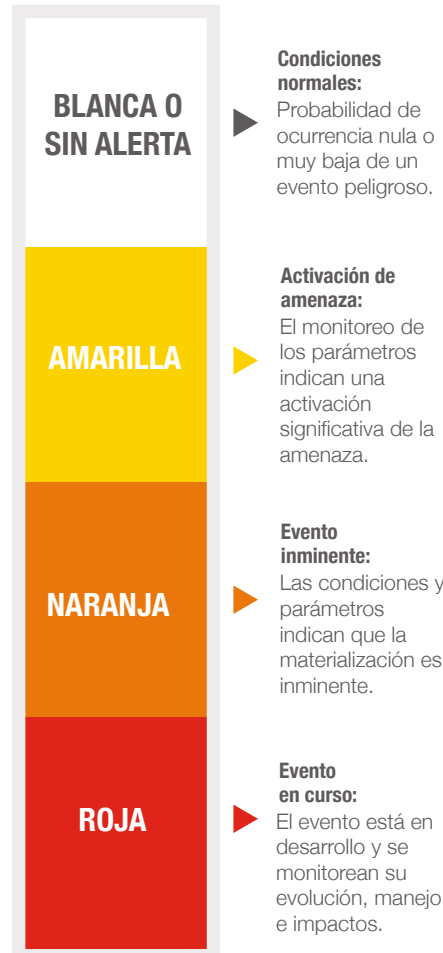 BLANCA O
SIN ALERTA
Condiciones
normales:
Probabilidad de
ocurrencia nula o
muy baja de un
evento peligroso.
AMARILLA
Activación de
amenaza:
El monitoreo de
los parámetros
indican una
activación
significativa de la
amenaza.
NARANJA
Evento
inminente:
Las condiciones y
parámetros
indican que la
materialización es
inminente.
ROJA
Evento
en curso:
El evento está en
desarrollo y se
monitorean su
evolución, manejo
e impactos.